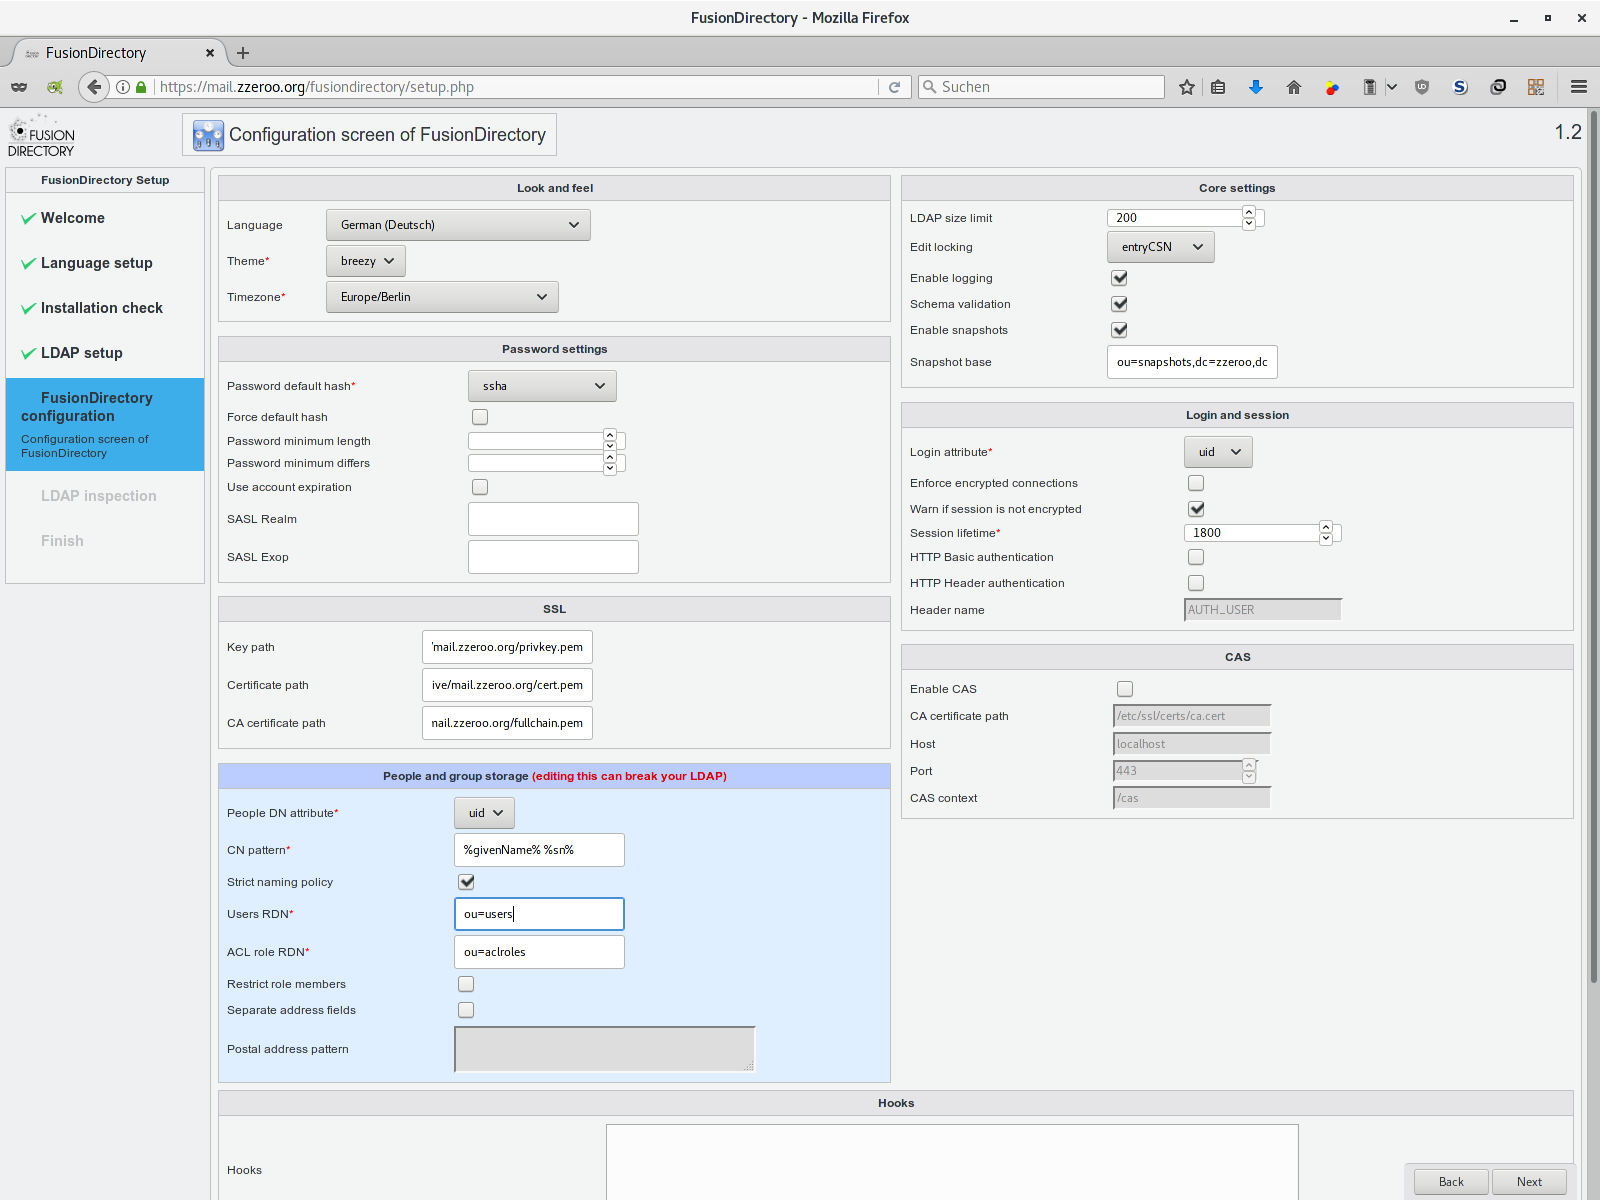 FusionDirectory - Mozilla Firefox
FusionDirectory
https://mail.zzeroo.org/fusiondirectory/setup.php
Suchen
FUSION
DIRECTORY
Configuration screen of FusionDirectory
1.2
FusionDirectory Setup
Welcome
Language setup
Installation check
LDAP setup
FusionDirectory
configuration
Configuration screen of
FusionDirectory
LDAP inspection
Finish
Look and feel
Language
German (Deutsch)
Theme*
breezy
Timezone*
Europe/Berlin
Password settings
Password default hash*
ssha
Force default hash
Password minimum length
Password minimum differs
Use account expiration
SASL Realm
SASL Exop
SSL
Key path
'mail.zzeroo.org/privkey.pem
Certificate path
ive/mail.zzeroo.org/cert.pem
CA certificate path
nail.zzeroo.org/fullchain.pem
People and group storage (editing this can break your LDAP)
People DN attribute*
uid
CN pattern*
%givenName% %sn%
Strict naming policy
Users RDN*
ou=users
ACL role RDN*
ou=aclroles
Restrict role members
Separate address fields
Postal address pattern
Core settings
LDAP size limit
200
Edit locking
entryCSN
Enable logging
Schema validation
Enable snapshots
Snapshot base
ou=snapshots,dc=zzeroo,dc
Login and session
Login attribute*
uid
Enforce encrypted connections
Warn if session is not encrypted
Session lifetime*
1800
HTTP Basic authentication
HTTP Header authentication
Header name
AUTH_USER
CAS
Enable CAS
CA certificate path
/etc/ssl/certs/ca.cert
Host
localhost
Port
443
CAS context
/cas
Hooks
Hooks
Back
Next